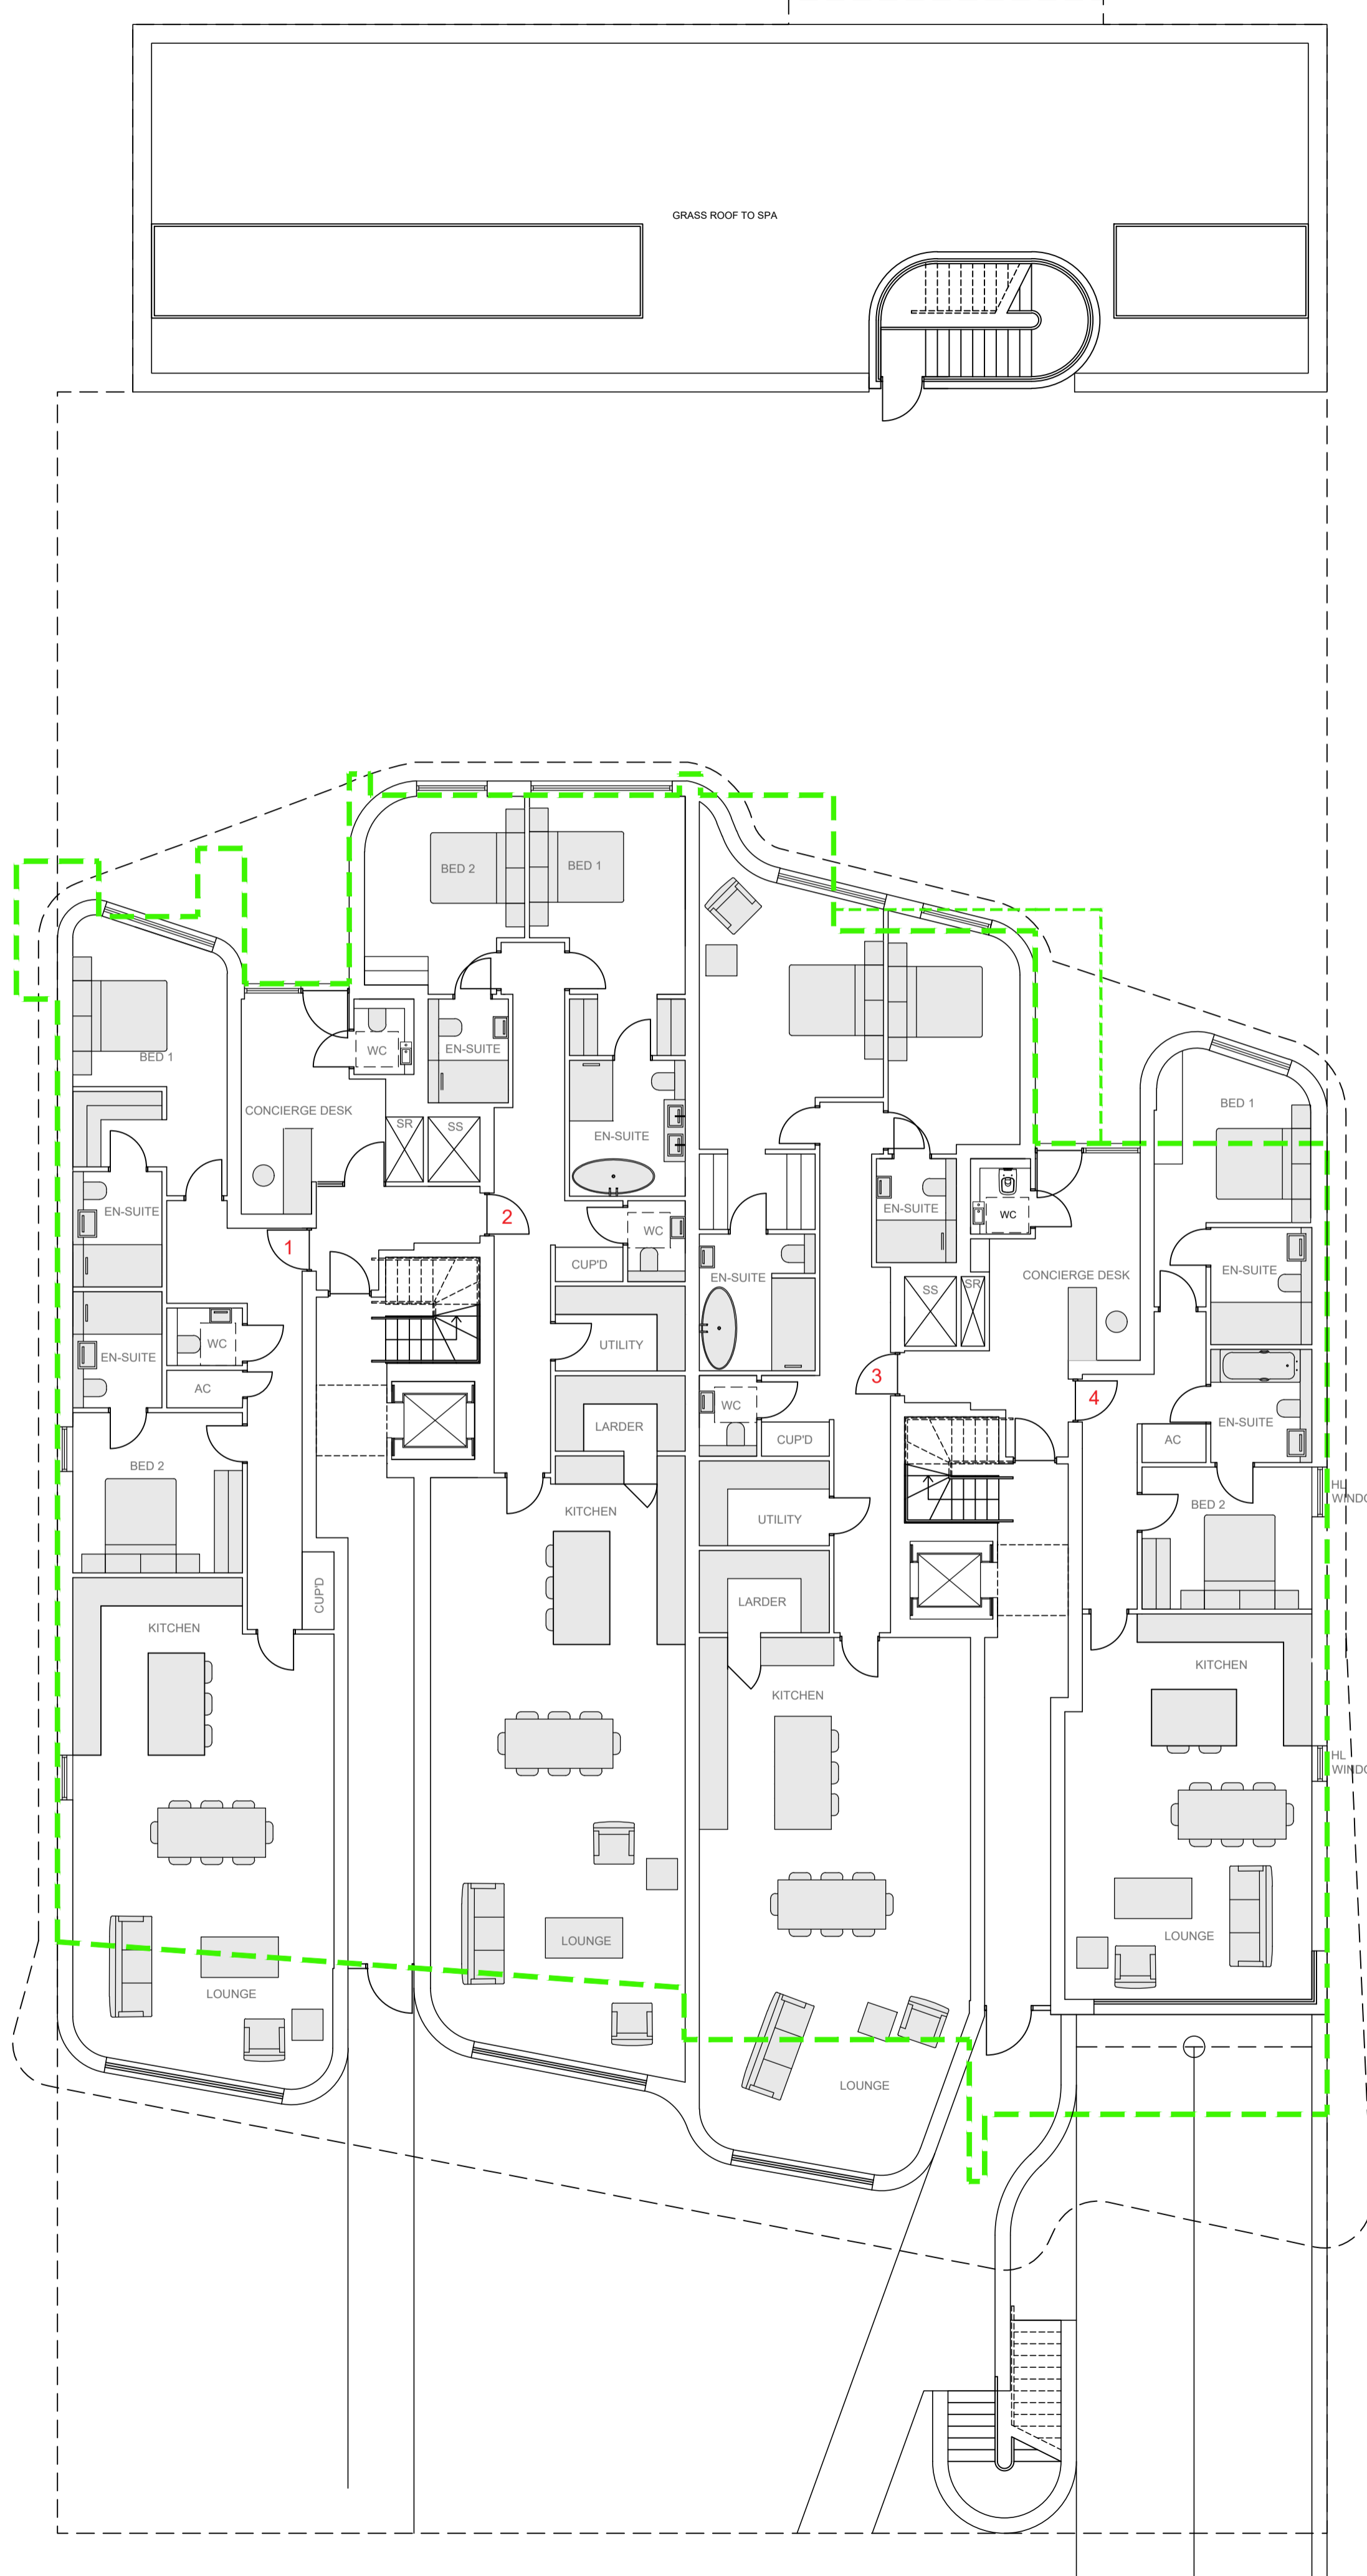 GRASS ROOF TO SPA
BED 2
BED 1
BED 1
WC
EN-SUITE
CONCIERGE DESK
SR
SS
EN-SUITE
BED 1
EN-SUITE
EN-SUITE
WC
2
1
WC
CUP'D
EN-SUITE
SS
SR
CONCIERGE DESK
EN-SUITE
WC
EN-SUITE
UTILITY
AC
3
4
WC
LARDER
CUP'D
AC
EN-SUITE
BED 2
HL
WINDO
BED 2
KITCHEN
UTILITY
CUP'D
LARDER
KITCHEN
KITCHEN
KITCHEN
HL
WINDO
LOUNGE
LOUNGE
LOUNGE
LOUNGE